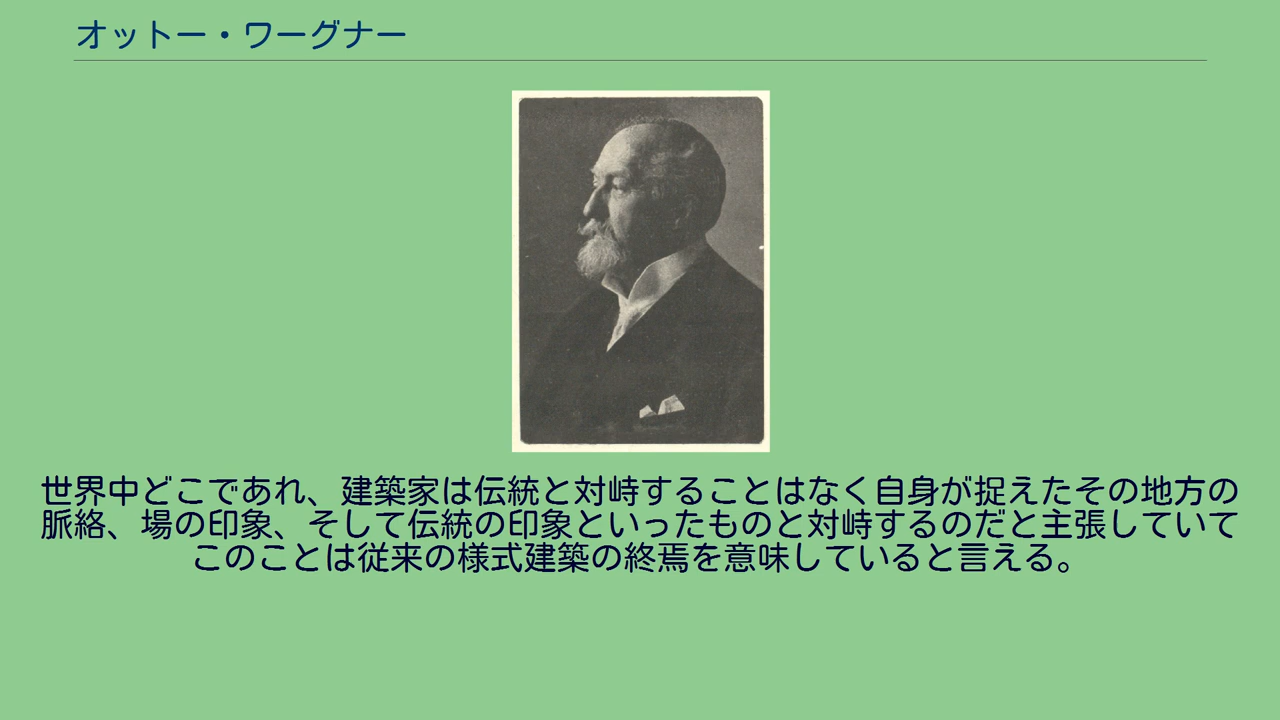 オットー・ワーグナー
世界中どこであれ、建築家は伝統と対峙することはなく自身が捉えたその地方の
脈絡、場の印象、そして伝統の印象といったものと対峙するのだと主張していて
このことは従来の様式建築の終焉を意味していると言える。